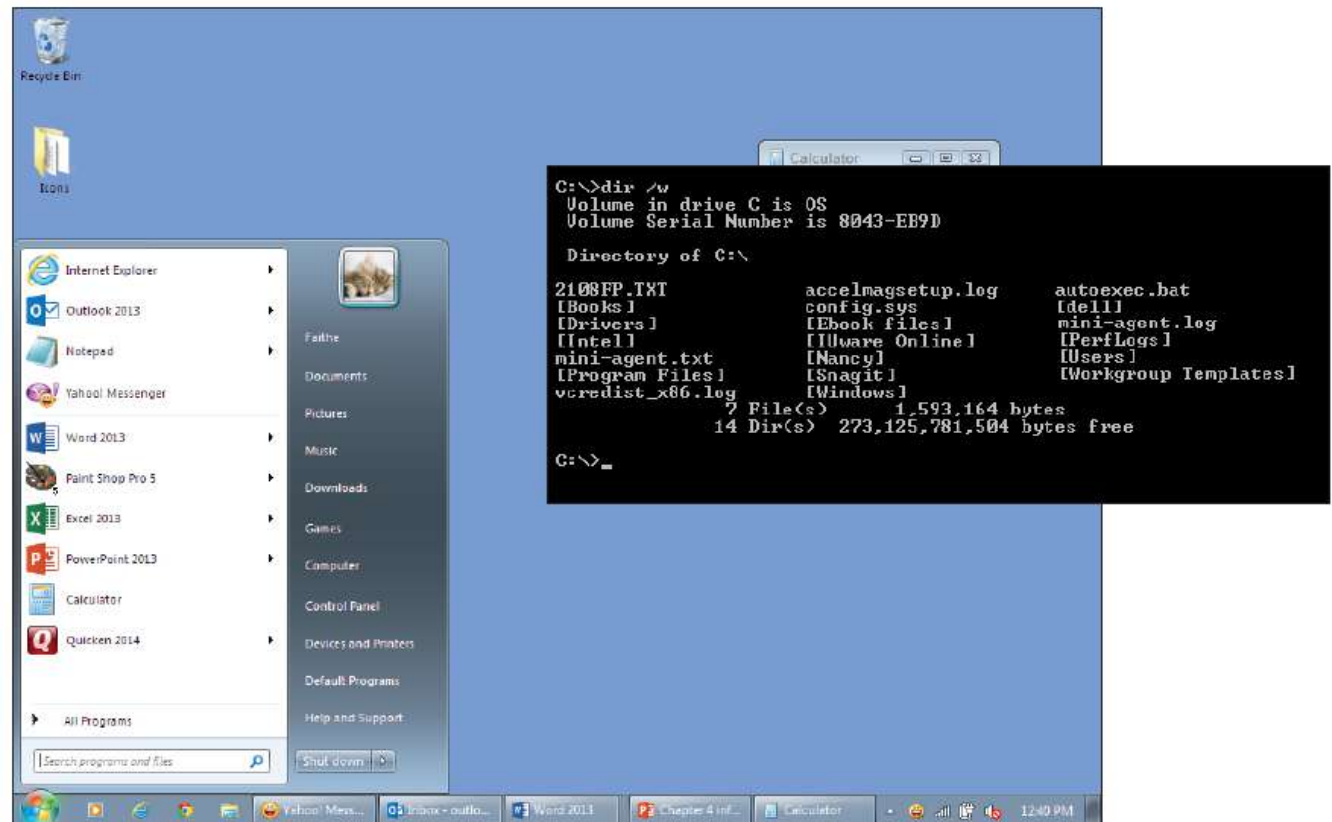 Recycle Bin
Icons
Calculator
Internet Explorer
Outlook 2013
Notepad
Yahoo! Messenger
Word 2013
Paint Shop Pro 5
Excel 2013
PowerPoint 2013
Calculator
Quicken 2014
All Programs
Search programs and files
Faithe
Documents
Pictures
Music
Downloads
Games
Computer
Control Panel
Devices and Printers
Default Programs
Help and Support
Shut down
C:\>dir /w
Volume in drive C is OS
Volume Serial Number is 8043-EB9D
Directory of C:\
2108FP.TXT accelmagsetup.log autoexec.bat
[Books] config.sys [dell]
[Drivers] [Ebook files] mini-agent.log
[Intel] [IUware Online] [PerfLogs]
mini-agent.txt [Nancy] [Users]
[Program Files] [Snagit] [Workgroup Templates]
vcredist_x86.log [Windows]
7 File(s) 1,593,164 bytes
14 Dir(s) 273,125,781,504 bytes free
C:\>_
Yahoo! Mess... Inbox - outlo... Word 2013 Chapter 4 inf... Calculator 12:40 PM